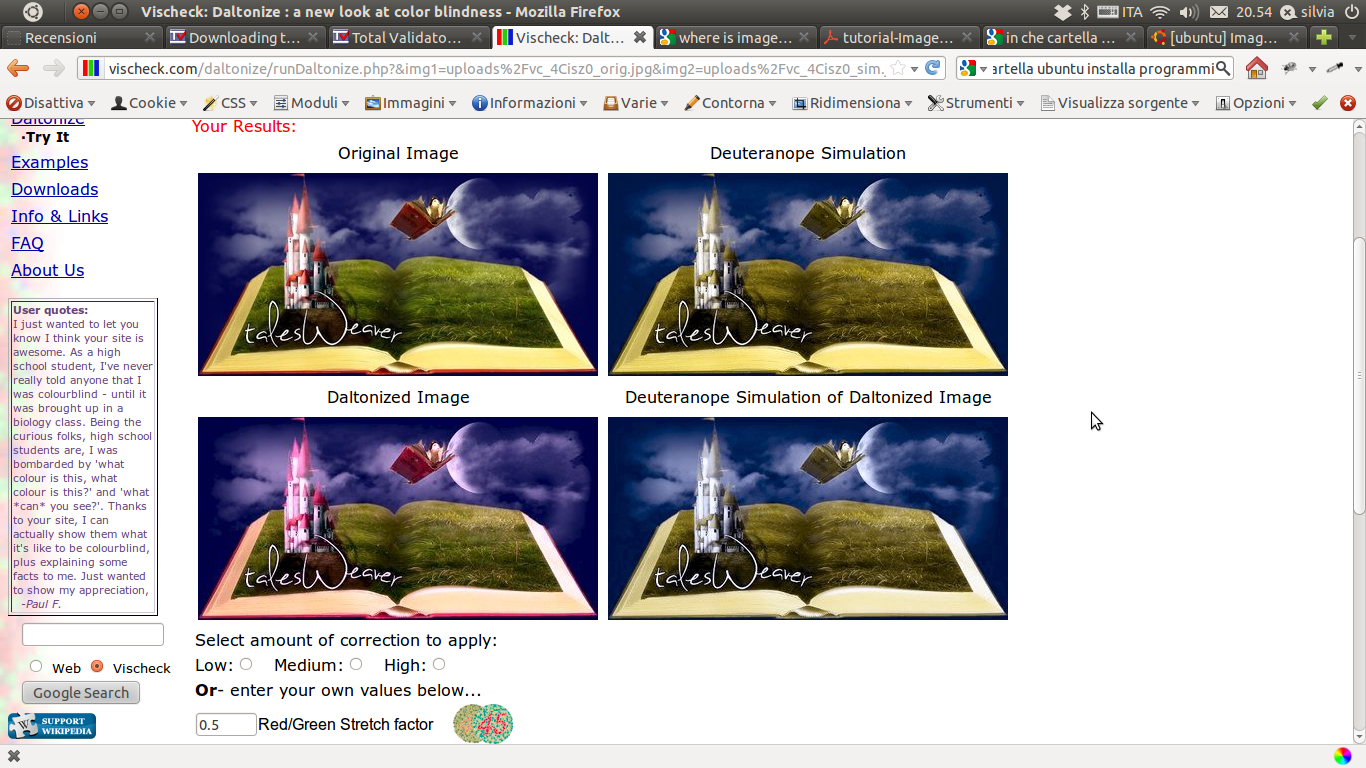 Vischeck: Daltonize : a new look at color blindness - Mozilla Firefox
ITA
20.54
silvia
Recensioni
Downloading t...
Total Validato...
Vischeck: Dalt...
where is image...
tutorial-Image...
in che cartella ...
[ubuntu] Imag...
vischeck.com/daltonize/runDaltonize.php?&img1=uploads%2Fvc_4Cisz0_orig.jpg&img2=uploads%2Fvc_4Cisz0_sim.
artella ubuntu installa programmi
Disattiva
Cookie
CSS
Moduli
Immagini
Informazioni
Varie
Contorna
Ridimensiona
Strumenti
Visualizza sorgente
Opzioni
Daltonize
·Try It
Examples
Downloads
Info & Links
FAQ
About Us
User quotes:
I just wanted to let you
know I think your site is
awesome. As a high
school student, I've never
really told anyone that I
was colourblind - until it
was brought up in a
biology class. Being the
curious folks, high school
students are, I was
bombarded by 'what
colour is this, what
colour is this?' and 'what
*can* you see?'. Thanks
to your site, I can
actually show them what
it's like to be colourblind,
plus explaining some
facts to me. Just wanted
to show my appreciation,
-Paul F.
Web
Vischeck
Google Search
W
SUPPORT
WIKIPEDIA
Your Results:
Original Image
Deuteranope Simulation
talesWeaver
talesWeaver
Daltonized Image
Deuteranope Simulation of Daltonized Image
talesWeaver
talesWeaver
Select amount of correction to apply:
Low:
Medium:
High:
Or- enter your own values below...
0.5
Red/Green Stretch factor
45